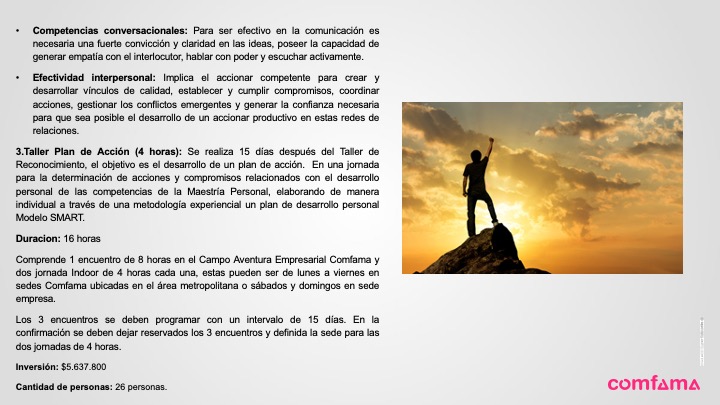 • Competencias conversacionales: Para ser efectivo en la comunicación es
necesaria una fuerte convicción y claridad en las ideas, poseer la capacidad de
generar empatía con el interlocutor, hablar con poder y escuchar activamente.
• Efectividad interpersonal: Implica el accionar competente para crear y
desarrollar vínculos de calidad, establecer y cumplir compromisos, coordinar
acciones, gestionar los conflictos emergentes y generar la confianza necesaria
para que sea posible el desarrollo de un accionar productivo en estas redes de
relaciones.
3.Taller Plan de Acción (4 horas): Se realiza 15 días después del Taller de
Reconocimiento, el objetivo es el desarrollo de un plan de acción. En una jornada
para la determinación de acciones y compromisos relacionados con el desarrollo
personal de las competencias de la Maestría Personal, elaborando de manera
individual a través de una metodología experiencial un plan de desarrollo personal
Modelo SMART.
Duracion: 16 horas
Comprende 1 encuentro de 8 horas en el Campo Aventura Empresarial Comfama y
dos jornada Indoor de 4 horas cada una, estas pueden ser de lunes a viernes en
sedes Comfama ubicadas en el área metropolitana o sábados y domingos en sede
empresa.
Los 3 encuentros se deben programar con un intervalo de 15 días. En la
confirmación se deben dejar reservados los 3 encuentros y definida la sede para las
dos jornadas de 4 horas.
Inversión: $5.637.800
Cantidad de personas: 26 personas.
comfama